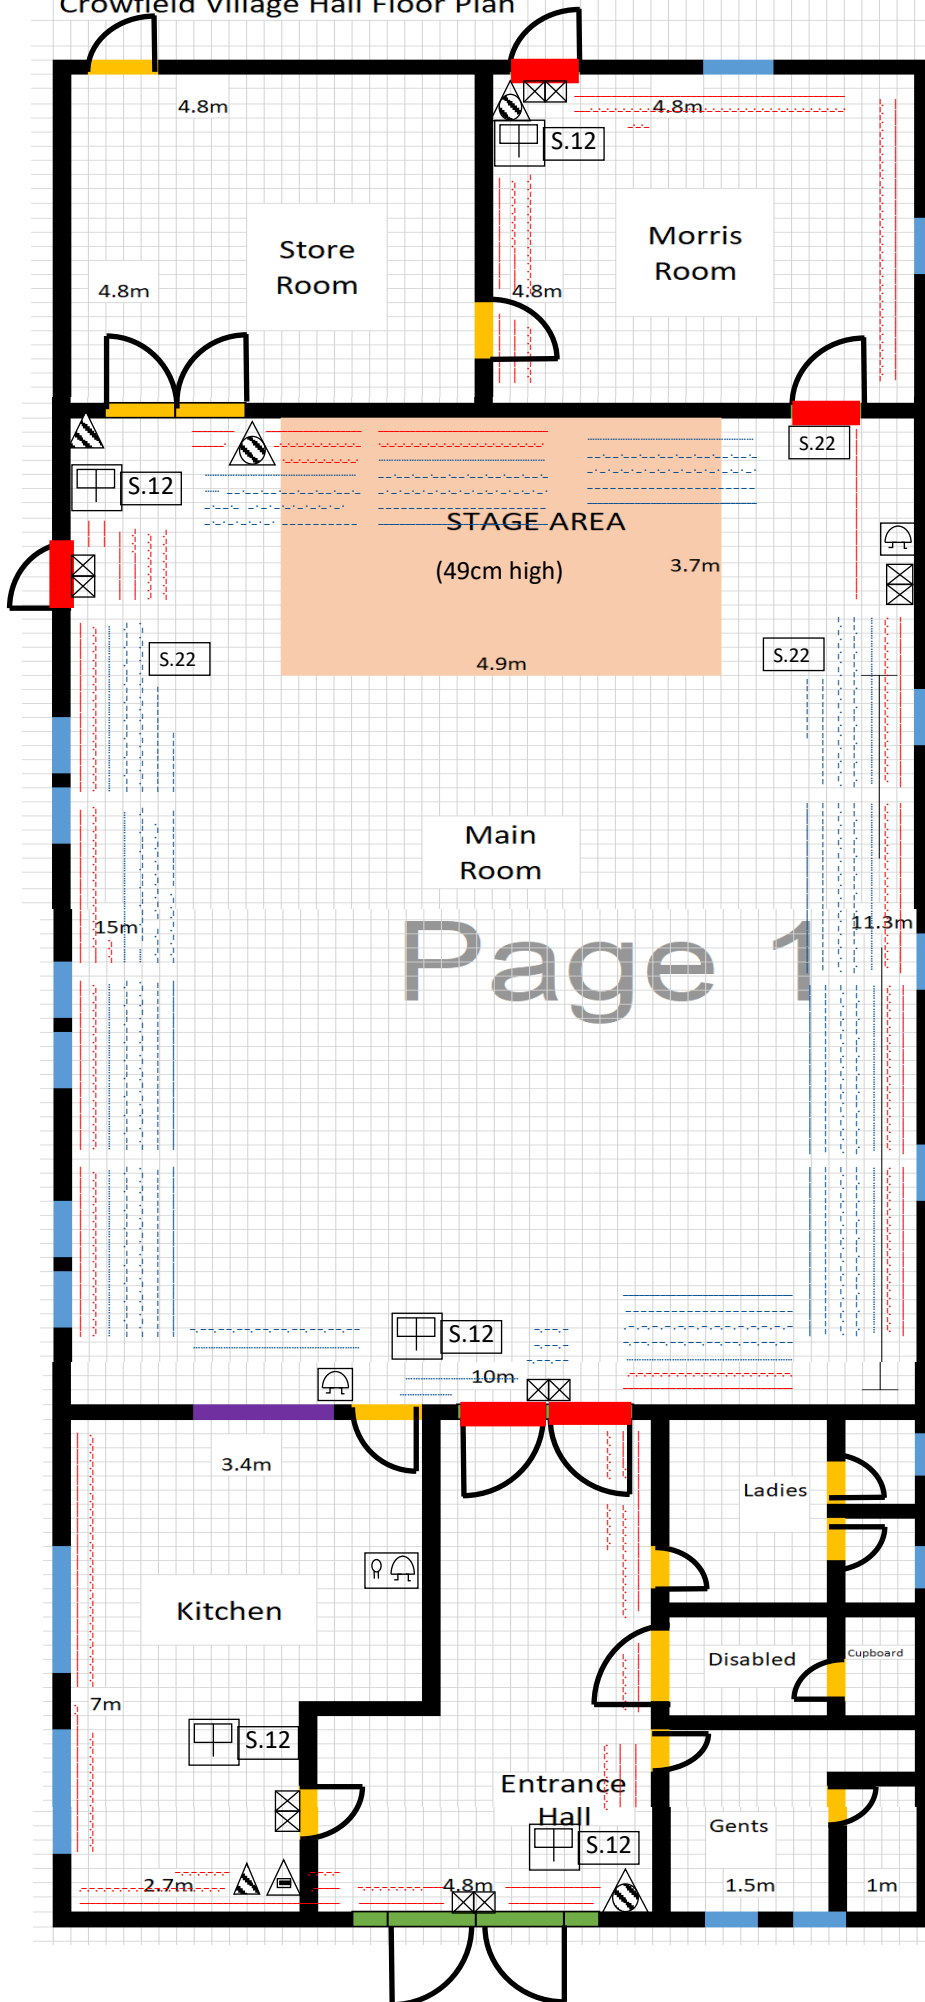 Crowfield Village Hall Floor Plan
4.8m
4.8m
S.12
Store
Room
Morris
Room
4.8m
4.8m
S.22
S.12
STAGE AREA
(49cm high)
3.7m
S.22
S.22
4.9m
Main
Room
15m
11.3m
Page 1
S.12
10m
3.4m
Ladies
Kitchen
Disabled
Cupboard
7m
S.12
Entrance
Hall
Gents
S.12
2.7m
4.8m
1.5m
1m